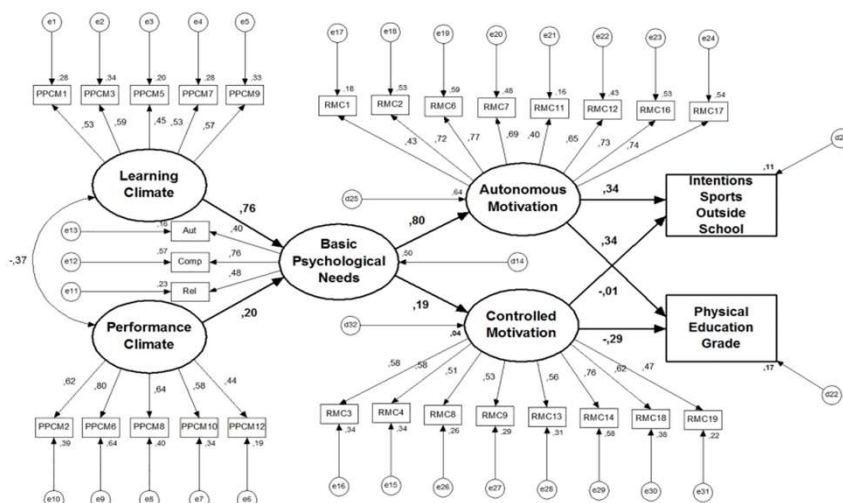 e1 e2 e3 e4 e5
,28 ,34 ,20 ,28 ,33
PPCM1 PPCM3 PPCM5 PPCM7 PPCM9
,53 ,59 ,45 ,53 ,57
Learning
Climate
,76
-,37
e13 ,16 Aut ,40
e12 ,57 Comp ,76
e11 ,23 Rel ,48
Basic
Psychological
Needs
,50
d14
Performance
Climate
,20
,62 ,80 ,64 ,58 ,44
PPCM2 PPCM6 PPCM8 PPCM10 PPCM12
,39 ,64 ,40 ,34 ,19
e10 e9 e8 e7 e6
e17 e18 e19 e20 e21 e22 e23 e24
,18 ,53 ,59 ,48 ,16 ,43 ,53 ,54
RMC1 RMC2 RMC6 RMC7 RMC11 RMC12 RMC16 RMC17
,43 ,72 ,77 ,69 ,40 ,65 ,73 ,74
d25
,64
Autonomous
Motivation
,80
,34
,34
,19
d32
,04
Controlled
Motivation
-,01
-,29
,58 ,58 ,51 ,53 ,56 ,76 ,62 ,47
RMC3 RMC4 RMC8 RMC9 RMC13 RMC14 RMC18 RMC19
,34 ,34 ,26 ,29 ,31 ,58 ,38 ,22
e16 e15 e26 e27 e28 e29 e30 e31
,11
Intentions
Sports
Outside
School
Physical
Education
Grade
,17
d22